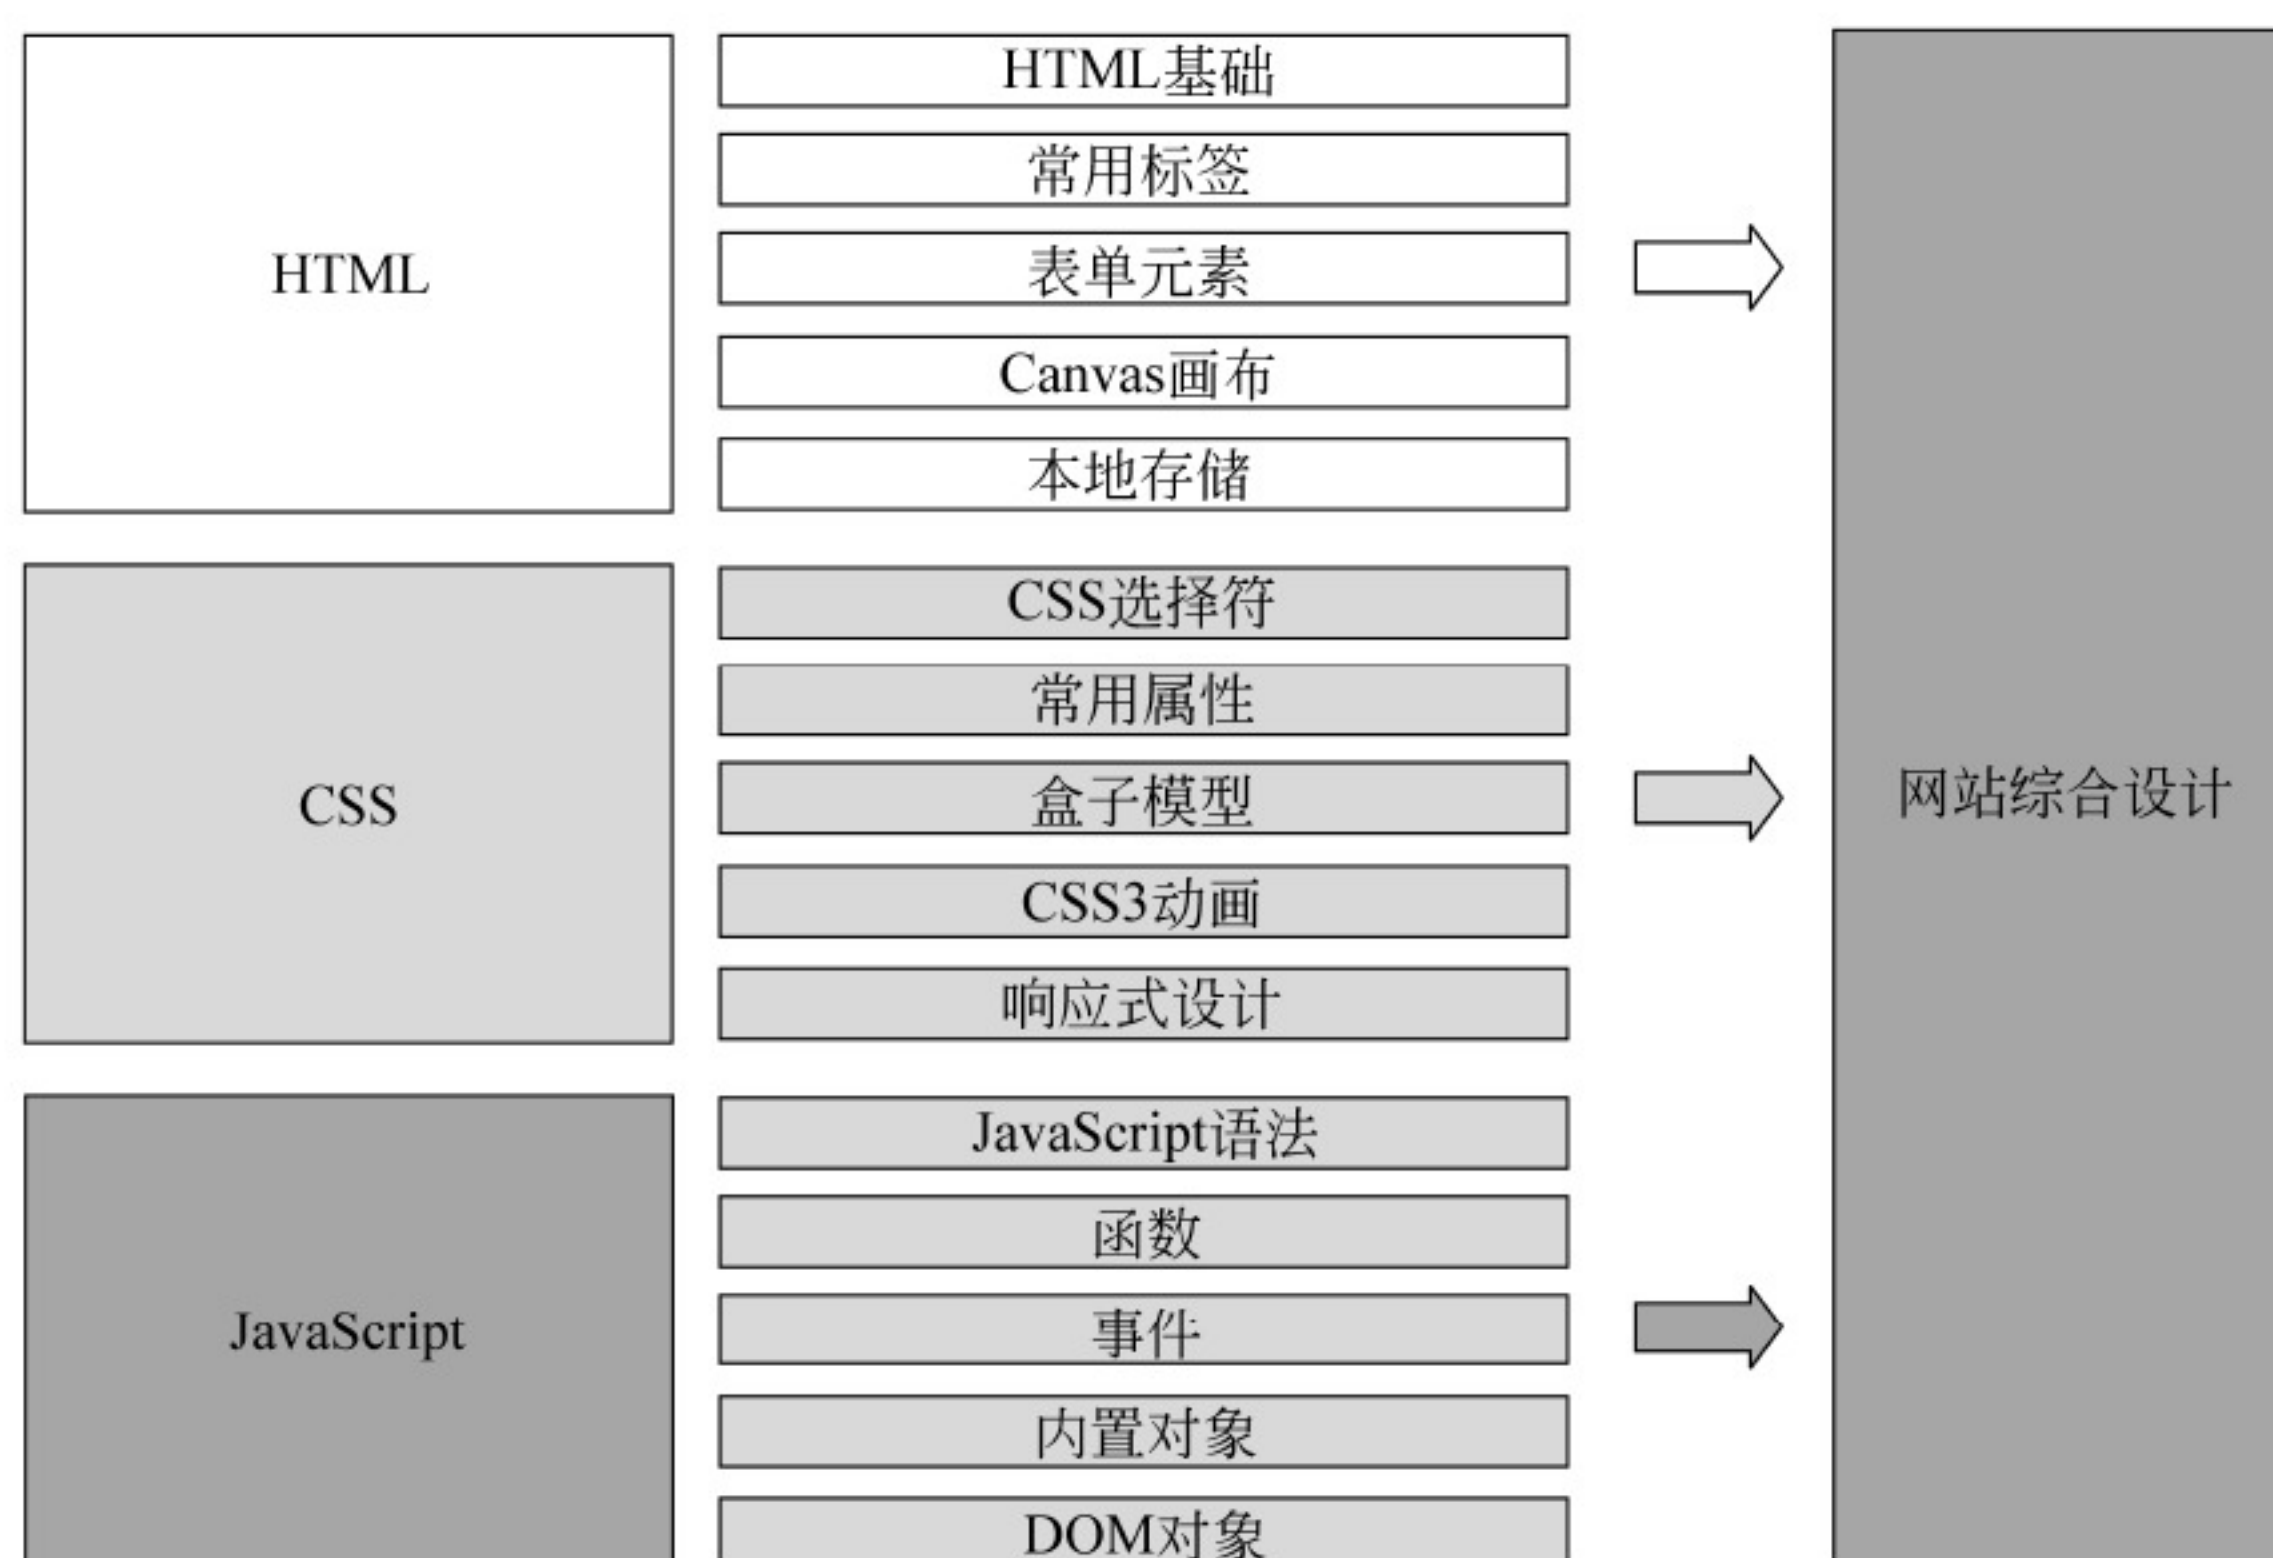 HTML
HTML基础
常用标签
表单元素
Canvas画布
本地存储
CSS
CSS选择符
常用属性
盒子模型
CSS3动画
响应式设计
JavaScript
JavaScript语法
函数
事件
内置对象
DOM对象
网站综合设计